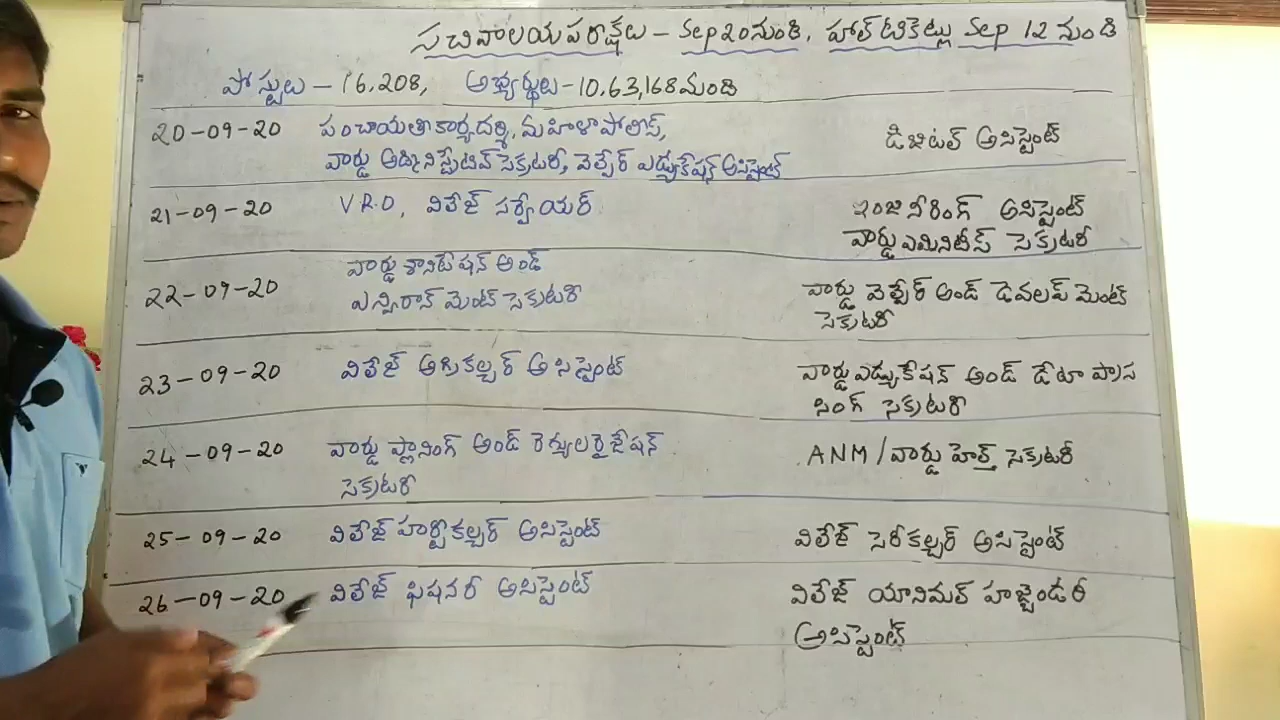 సచివాలయ పరీక్షలు - Sep 20 నుండి, హాల్ టికెట్లు Sep 12 నుండి
పోస్టులు - 16,208, అభ్యర్థులు - 10,63,168 మంది
20-09-20 పంచాయతీ కార్యదర్శి, మహిళా పోలీస్, డిజిటల్ అసిస్టెంట్
వార్డు అడ్మినిస్ట్రేటివ్ సెక్రటరీ, వెల్ఫేర్ ఎడ్యుకేషన్ అసిస్టెంట్
21-09-20 V.R.O, విలేజ్ సర్వేయర్ ఇంజనీరింగ్ అసిస్టెంట్
వార్డు ఎమినిటీస్ సెక్రటరీ
22-09-20 వార్డు శానిటేషన్ అండ్ వార్డు వెల్ఫేర్ అండ్ డెవలప్ మెంట్
ఎన్విరాన్ మెంట్ సెక్రటరీ సెక్రటరీ
23-09-20 విలేజ్ అగ్రికల్చర్ అసిస్టెంట్ వార్డు ఎడ్యుకేషన్ అండ్ డేటా ప్రాస
సింగ్ సెక్రటరీ
24-09-20 వార్డు ప్లానింగ్ అండ్ రెగ్యులరైజేషన్ ANM/వార్డు హెల్త్ సెక్రటరీ
సెక్రటరీ
25-09-20 విలేజ్ హార్టికల్చర్ అసిస్టెంట్ విలేజ్ సెరికల్చర్ అసిస్టెంట్
26-09-20 విలేజ్ ఫిషనరీ అసిస్టెంట్ విలేజ్ యానిమల్ హజ్బెండరీ
అసిస్టెంట్